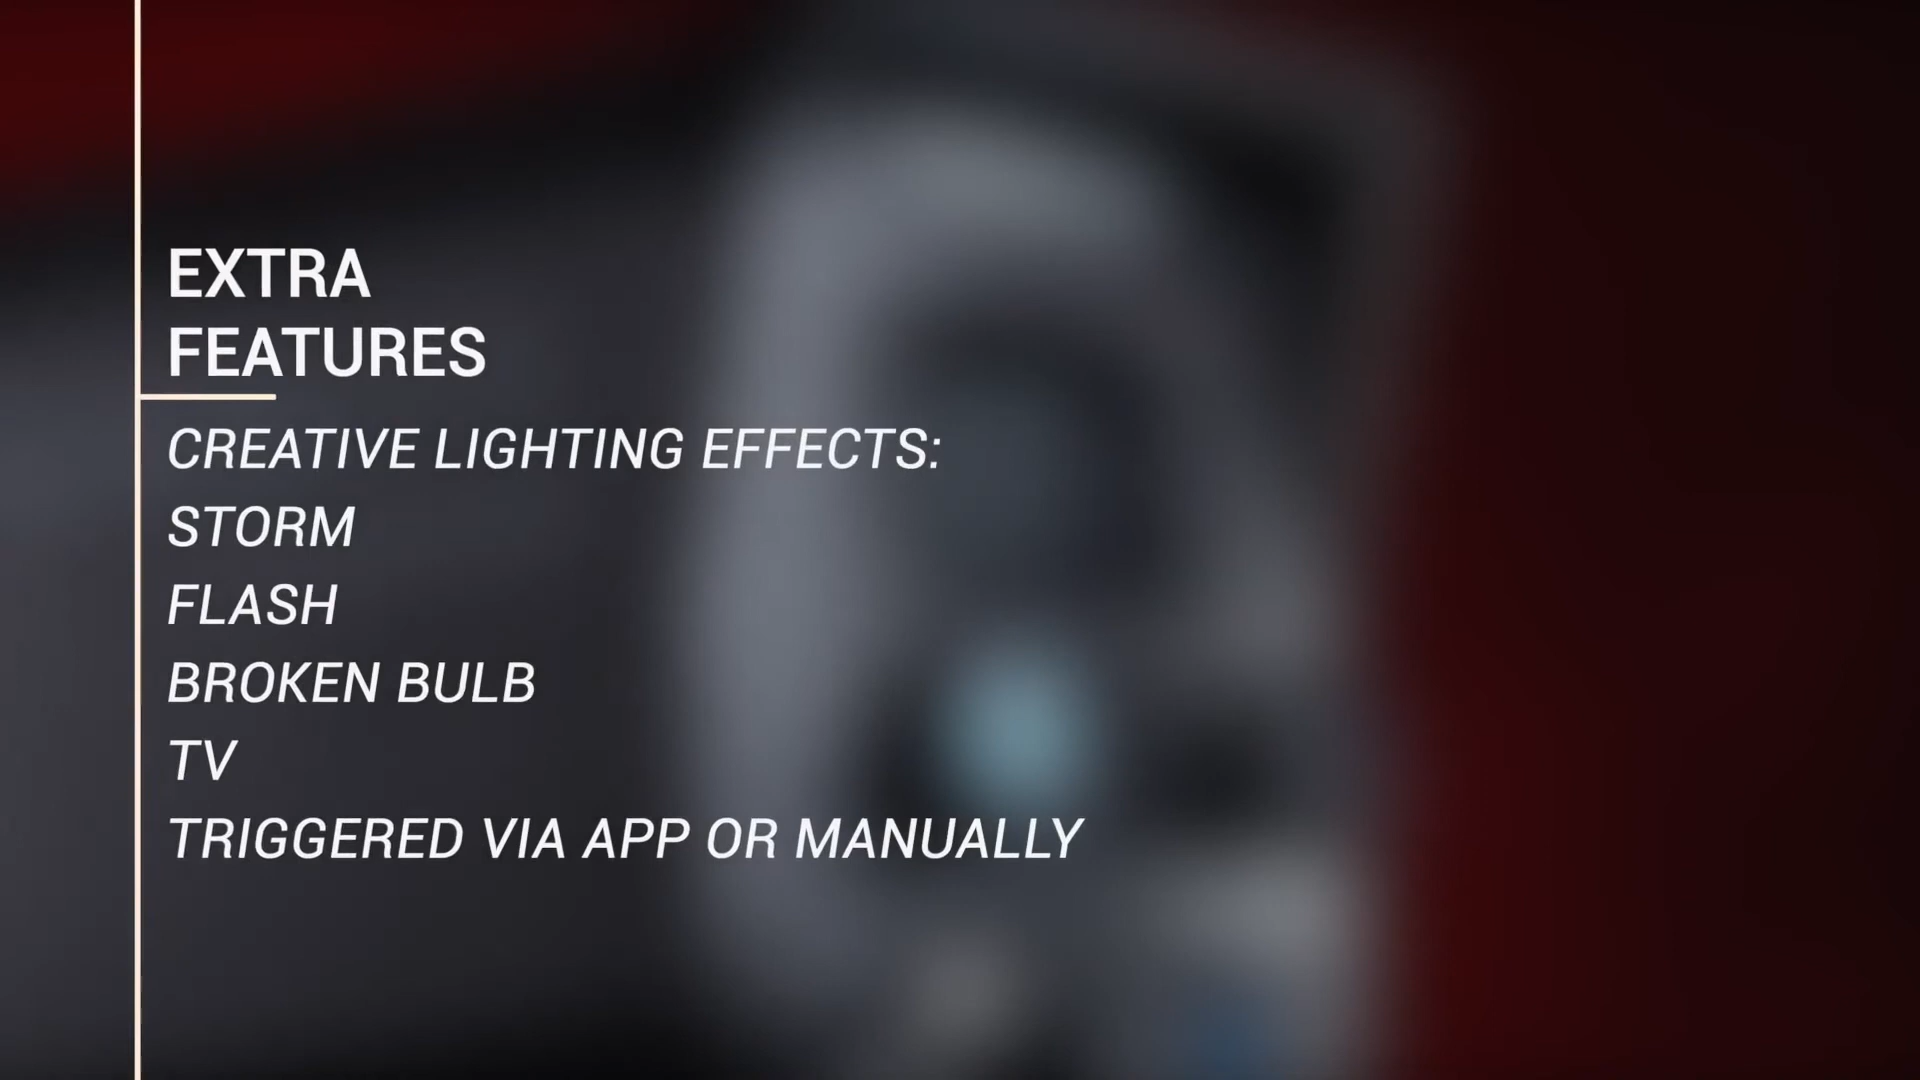 EXTRA
FEATURES
CREATIVE LIGHTING EFFECTS:
STORM
FLASH
BROKEN BULB
TV
TRIGGERED VIA APP OR MANUALLY